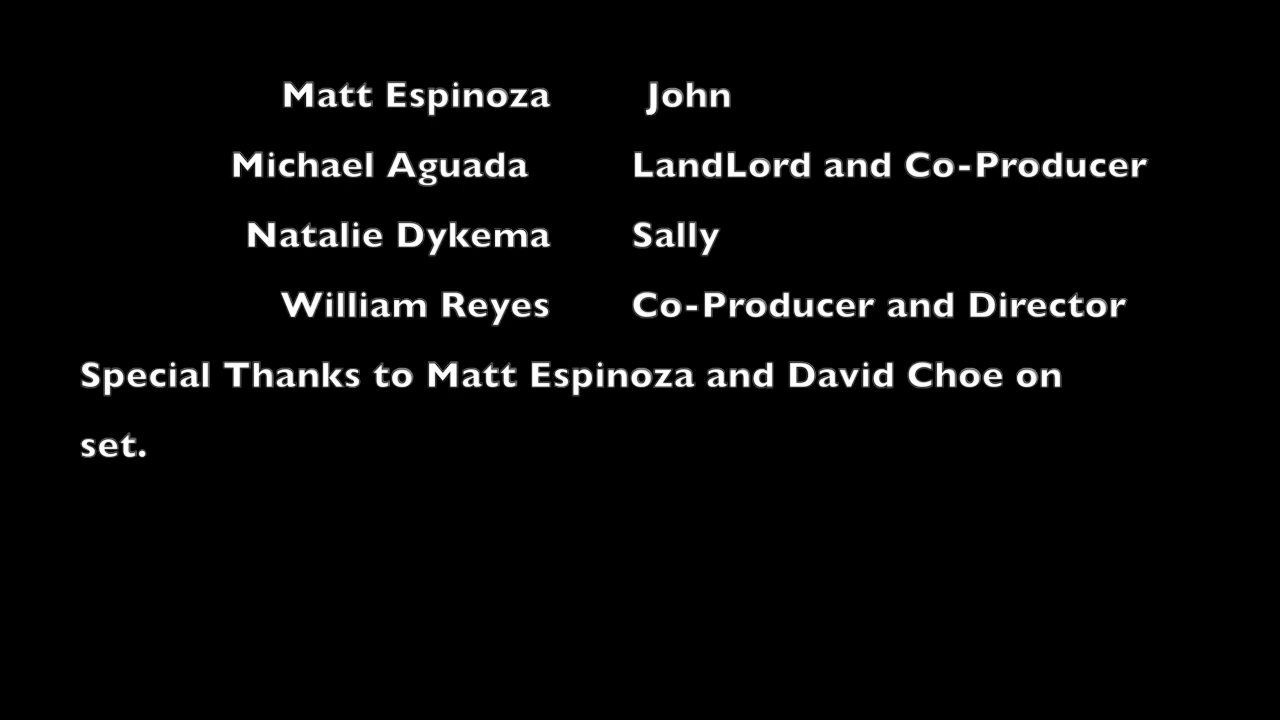 Matt Espinoza John
Michael Aguada LandLord and Co-Producer
Natalie Dykema Sally
William Reyes Co-Producer and Director
Special Thanks to Matt Espinoza and David Choe on
set.